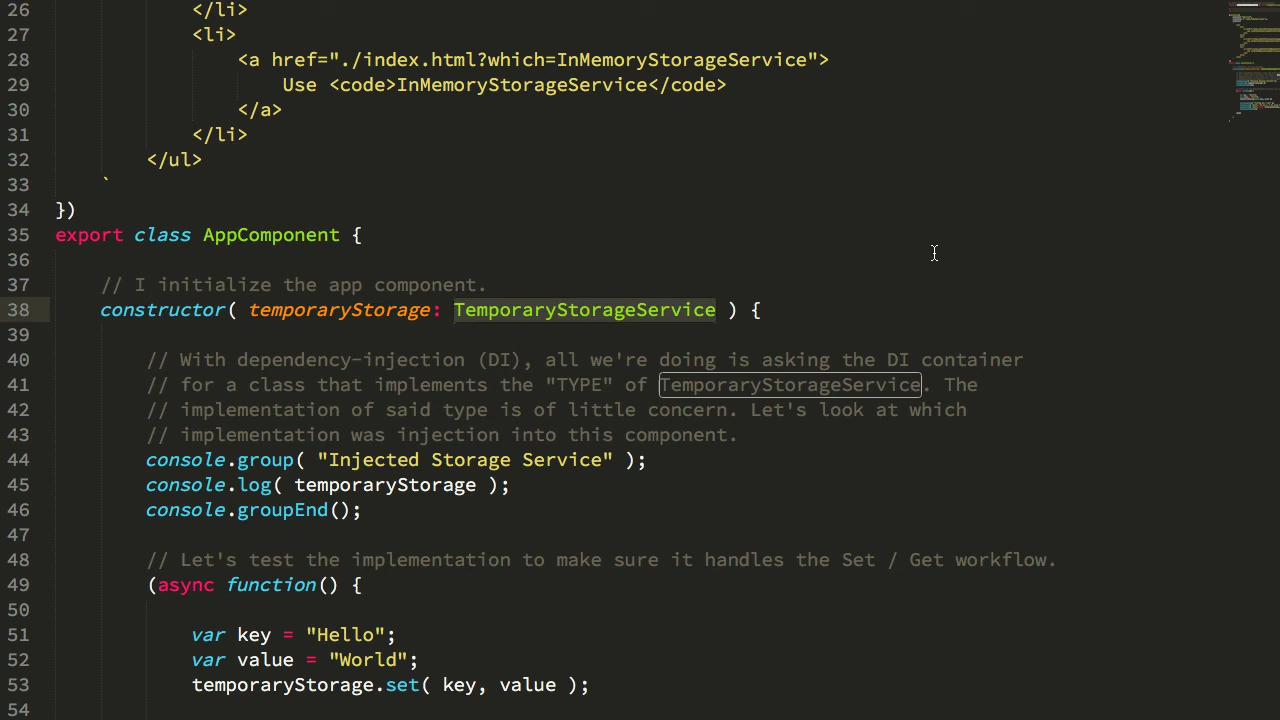 26 </li>
27 <li>
28 <a href="./index.html?which=InMemoryStorageService">
29 Use <code>InMemoryStorageService</code>
30 </a>
31 </li>
32 </ul>
33 `
34 })
35 export class AppComponent {
36
37 // I initialize the app component.
38 constructor( temporaryStorage: TemporaryStorageService ) {
39
40 // With dependency-injection (DI), all we're doing is asking the DI container
41 // for a class that implements the "TYPE" of TemporaryStorageService. The
42 // implementation of said type is of little concern. Let's look at which
43 // implementation was injection into this component.
44 console.group( "Injected Storage Service" );
45 console.log( temporaryStorage );
46 console.groupEnd();
47
48 // Let's test the implementation to make sure it handles the Set / Get workflow.
49 (async function() {
50
51 var key = "Hello";
52 var value = "World";
53 temporaryStorage.set( key, value );
54